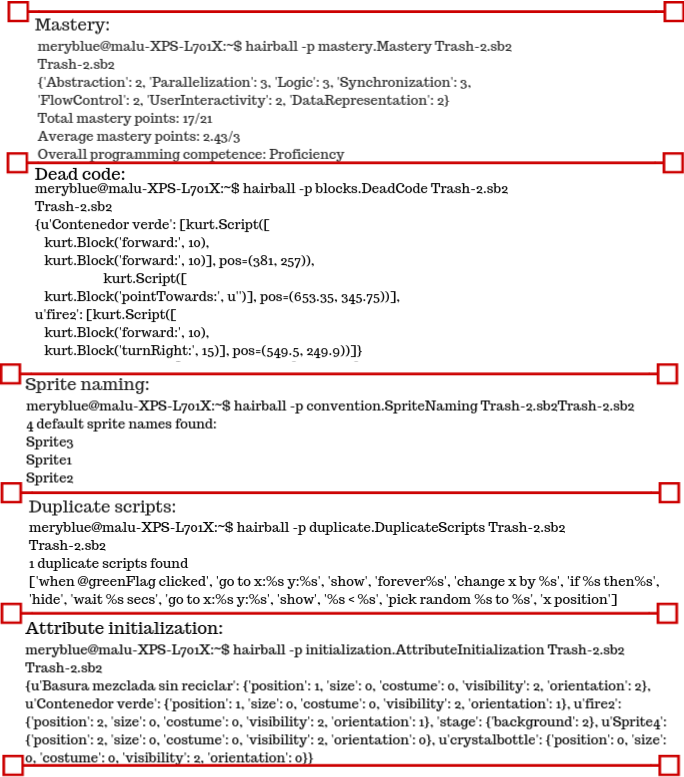 Mastery:
meryblue@malu-XPS-L701X:~$ hairball -p mastery.Mastery Trash-2.sb2
Trash-2.sb2
{'Abstraction': 2, 'Parallelization': 3, 'Logic': 3, 'Synchronization': 3,
'FlowControl': 2, 'UserInteractivity': 2, 'DataRepresentation': 2}
Total mastery points: 17/21
Average mastery points: 2.43/3
Overall programming competence: Proficiency
Dead code:
meryblue@malu-XPS-L701X:~$ hairball -p blocks.DeadCode Trash-2.sb2
Trash-2.sb2
{u'Contenedor verde': [kurt.Script([
kurt.Block('forward:', 10),
kurt.Block('forward:', 10)], pos=(381, 257)),
kurt.Script([
kurt.Block('pointTowards:', u'')], pos=(653.35, 345.75))],
u'fire2': [kurt.Script([
kurt.Block('forward:', 10),
kurt.Block('turnRight:', 15)], pos=(549.5, 249.9))]}
Sprite naming:
meryblue@malu-XPS-L701X:~$ hairball -p convention.SpriteNaming Trash-2.sb2Trash-2.sb2
4 default sprite names found:
Sprite3
Sprite1
Sprite2
Duplicate scripts:
meryblue@malu-XPS-L701X:~$ hairball -p duplicate.DuplicateScripts Trash-2.sb2
Trash-2.sb2
1 duplicate scripts found
['when @greenFlag clicked', 'go to x:%s y:%s', 'show', 'forever%s', 'change x by %s', 'if %s then%s',
'hide', 'wait %s secs', 'go to x:%s y:%s', 'show', '%s < %s', 'pick random %s to %s', 'x position']
Attribute initialization:
meryblue@malu-XPS-L701X:~$ hairball -p initialization.AttributeInitialization Trash-2.sb2
Trash-2.sb2
{u'Basura mezclada sin reciclar': {'position': 1, 'size': 0, 'costume': 0, 'visibility': 2, 'orientation': 2},
u'Contenedor verde': {'position': 1, 'size': 0, 'costume': 0, 'visibility': 2, 'orientation': 1}, u'fire2':
{'position': 2, 'size': 0, 'costume': 0, 'visibility': 2, 'orientation': 1}, 'stage': {'background': 2}, u'Sprite4':
{'position': 2, 'size': 0, 'costume': 0, 'visibility': 2, 'orientation': 0}, u'crystalbottle': {'position': 0, 'size':
0, 'costume': 0, 'visibility': 2, 'orientation': 0}}